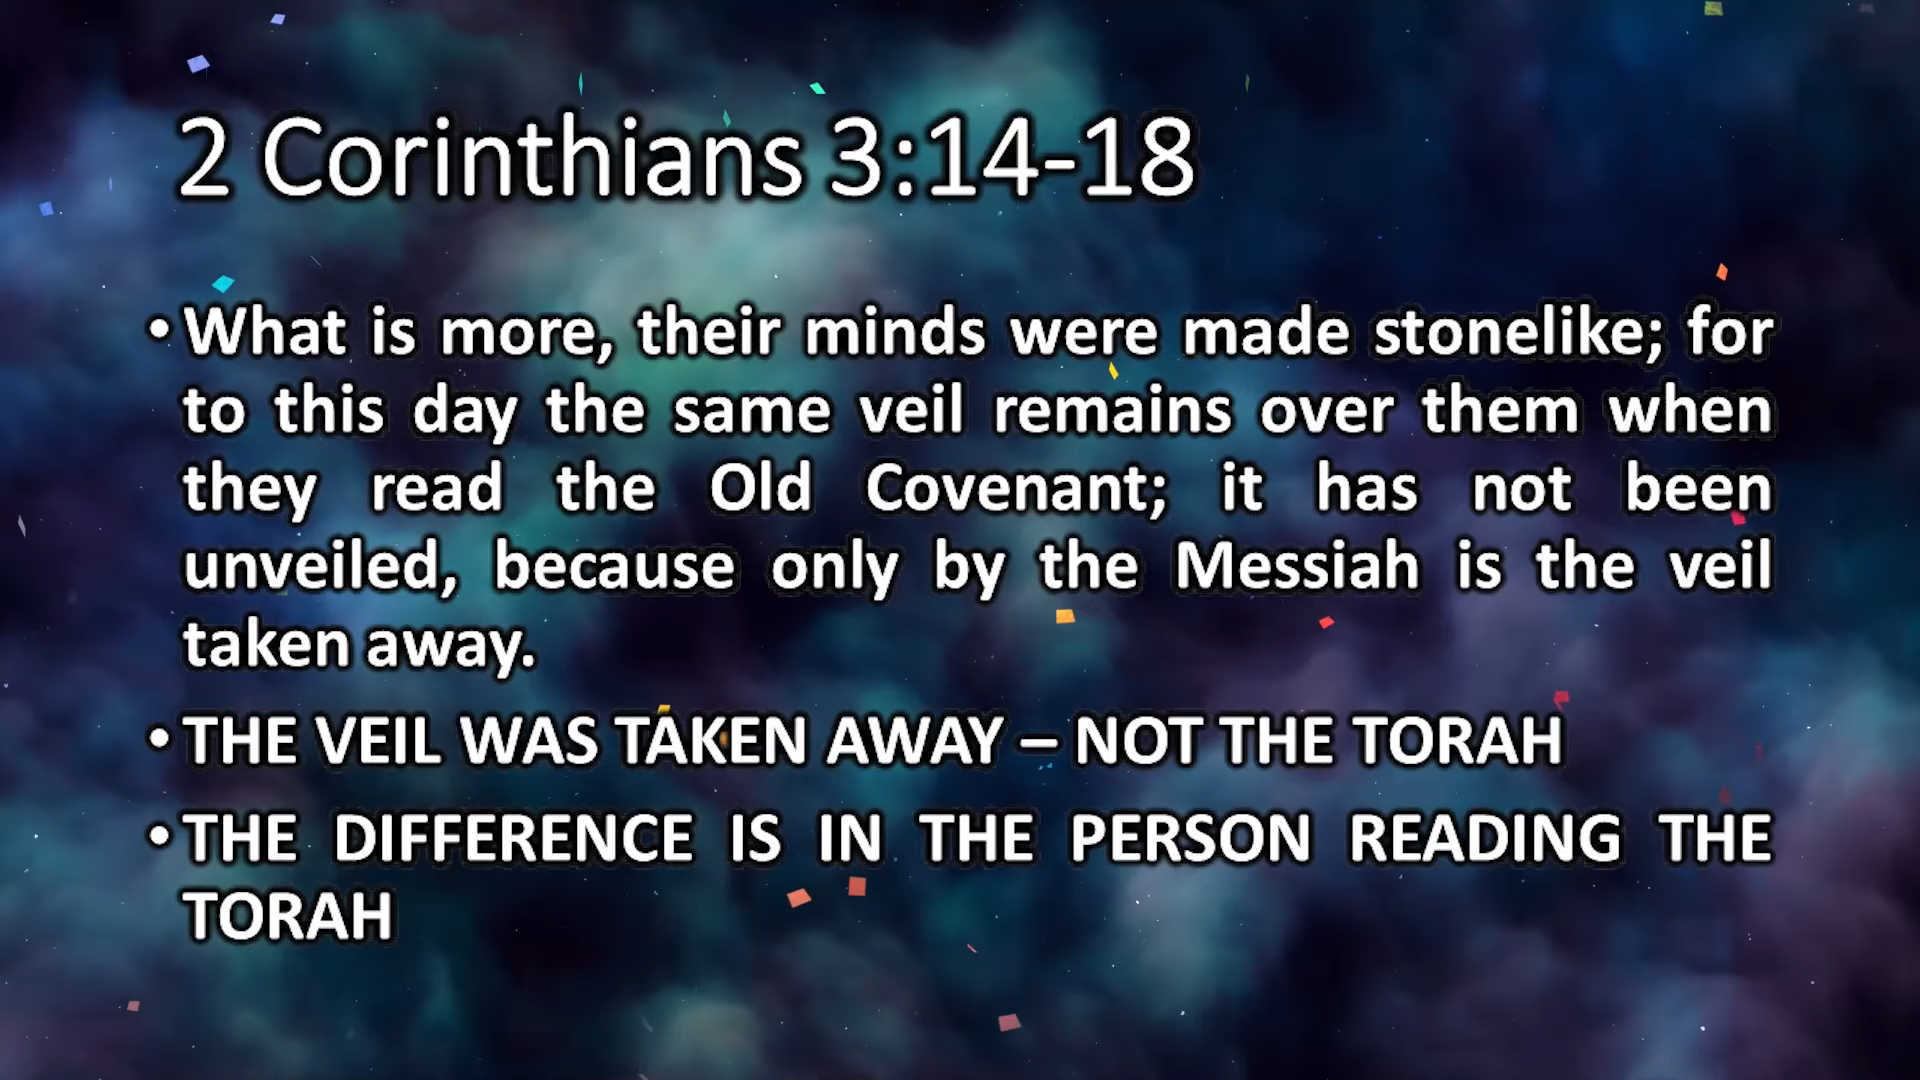 2 Corinthians 3:14-18
• What is more, their minds were made stonelike; for
to this day the same veil remains over them when
they read the Old Covenant; it has not been
unveiled, because only by the Messiah is the veil
taken away.
• THE VEIL WAS TAKEN AWAY – NOT THE TORAH
• THE DIFFERENCE IS IN THE PERSON READING THE
TORAH